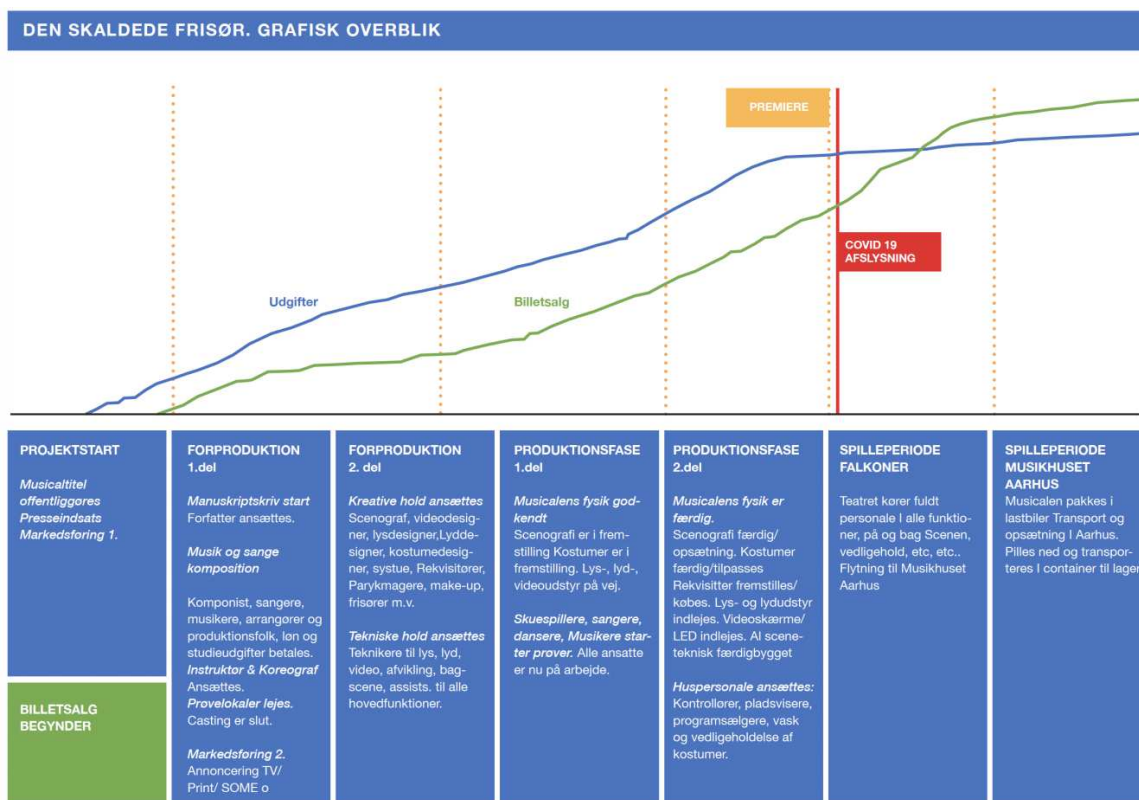 DEN SKALDEDE FRISØR. GRAFISK OVERBLIK
PREMIERE
COVID 19
AFSLYSNING
Udgifter
Billetsalg
PROJEKTSTART
Musicaltitel
offentliggøres
Presseindsats
Markedsføring 1.
BILLETSALG
BEGYNDER
FORPRODUKTION
1.del
Manuskriptskriv start
Forfatter ansættes.
Musik og sange
komposition
Komponist, sangere,
musikere, arrangører og
produktionsfolk, løn og
studieudgifter betales.
Instruktør & Koreograf
Ansættes.
Prøvelokaler lejes.
Casting er slut.
Markedsføring 2.
Annoncering TV/
Print/ SOME o
FORPRODUKTION
2. del
Kreative hold ansættes
Scenograf, videodesig-
ner, lysdesigner,Lydde-
signer, kostumedesig-
ner, systue, Rekvisitører,
Parykmagere, make-up,
frisører m.v.
Tekniske hold ansættes
Teknikere til lys, lyd,
video, afvikling, bag-
scene, assists. til alle
hovedfunktioner.
PRODUKTIONSFASE
1.del
Musicalens fysik god-
kendt
Scenografi er i frem-
stilling Kostumer er i
fremstilling. Lys-, lyd-,
videoudstyr på vej.
Skuespillere, sangere,
dansere, Musikere star-
ter prøver. Alle ansatte
er nu på arbejde.
PRODUKTIONSFASE
2.del
Musicalens fysik er
færdig.
Scenografi færdig/
opsætning. Kostumer
færdig/tilpasses
Rekvisitter fremstilles/
købes. Lys- og lydudstyr
indlejes. Videoskærme/
LED indlejes. Al scene-
teknisk færdigbygget
Huspersonale ansættes:
Kontrollører, pladsvisere,
programsælgere, vask
og vedligeholdelse af
kostumer.
SPILLEPERIODE
FALKONER
Teatret kører fuldt
personale I alle funktio-
ner, på og bag Scenen,
vedligehold, etc, etc..
Flytning til Musikhuset
Aarhus
SPILLEPERIODE
MUSIKHUSET
AARHUS
Musicalen pakkes i
lastbiler Transport og
opsætning I Aarhus.
Pilles ned og transpor-
teres I container til lager